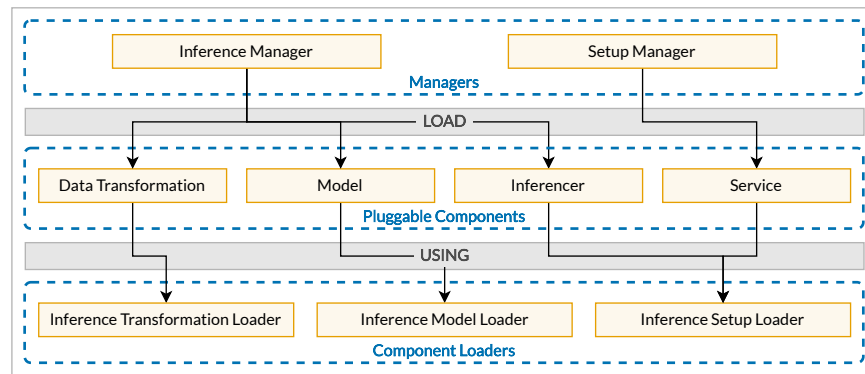 Inference Manager
Setup Manager
Managers
LOAD
Data Transformation
Model
Inferencer
Service
Pluggable Components
USING
Inference Transformation Loader
Inference Model Loader
Inference Setup Loader
Component Loaders